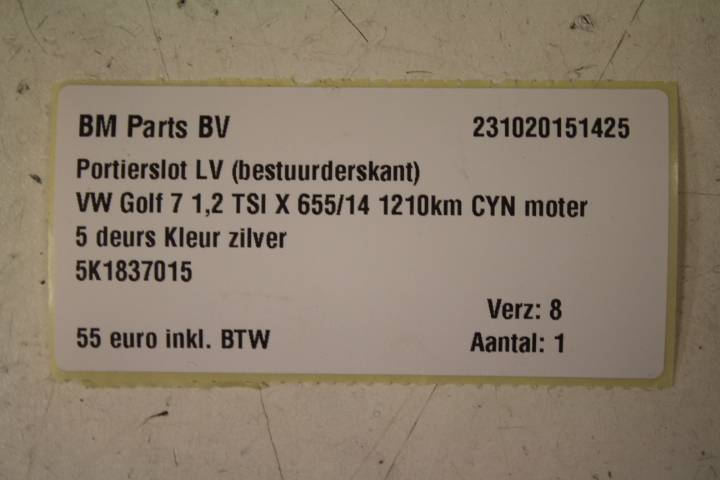 BM Parts BV 231020151425
Portierslot LV (bestuurderskant)
VW Golf 7 1,2 TSI X 655/14 1210km CYN moter
5 deurs Kleur zilver
5K1837015
Verz: 8
55 euro inkl. BTW Aantal: 1